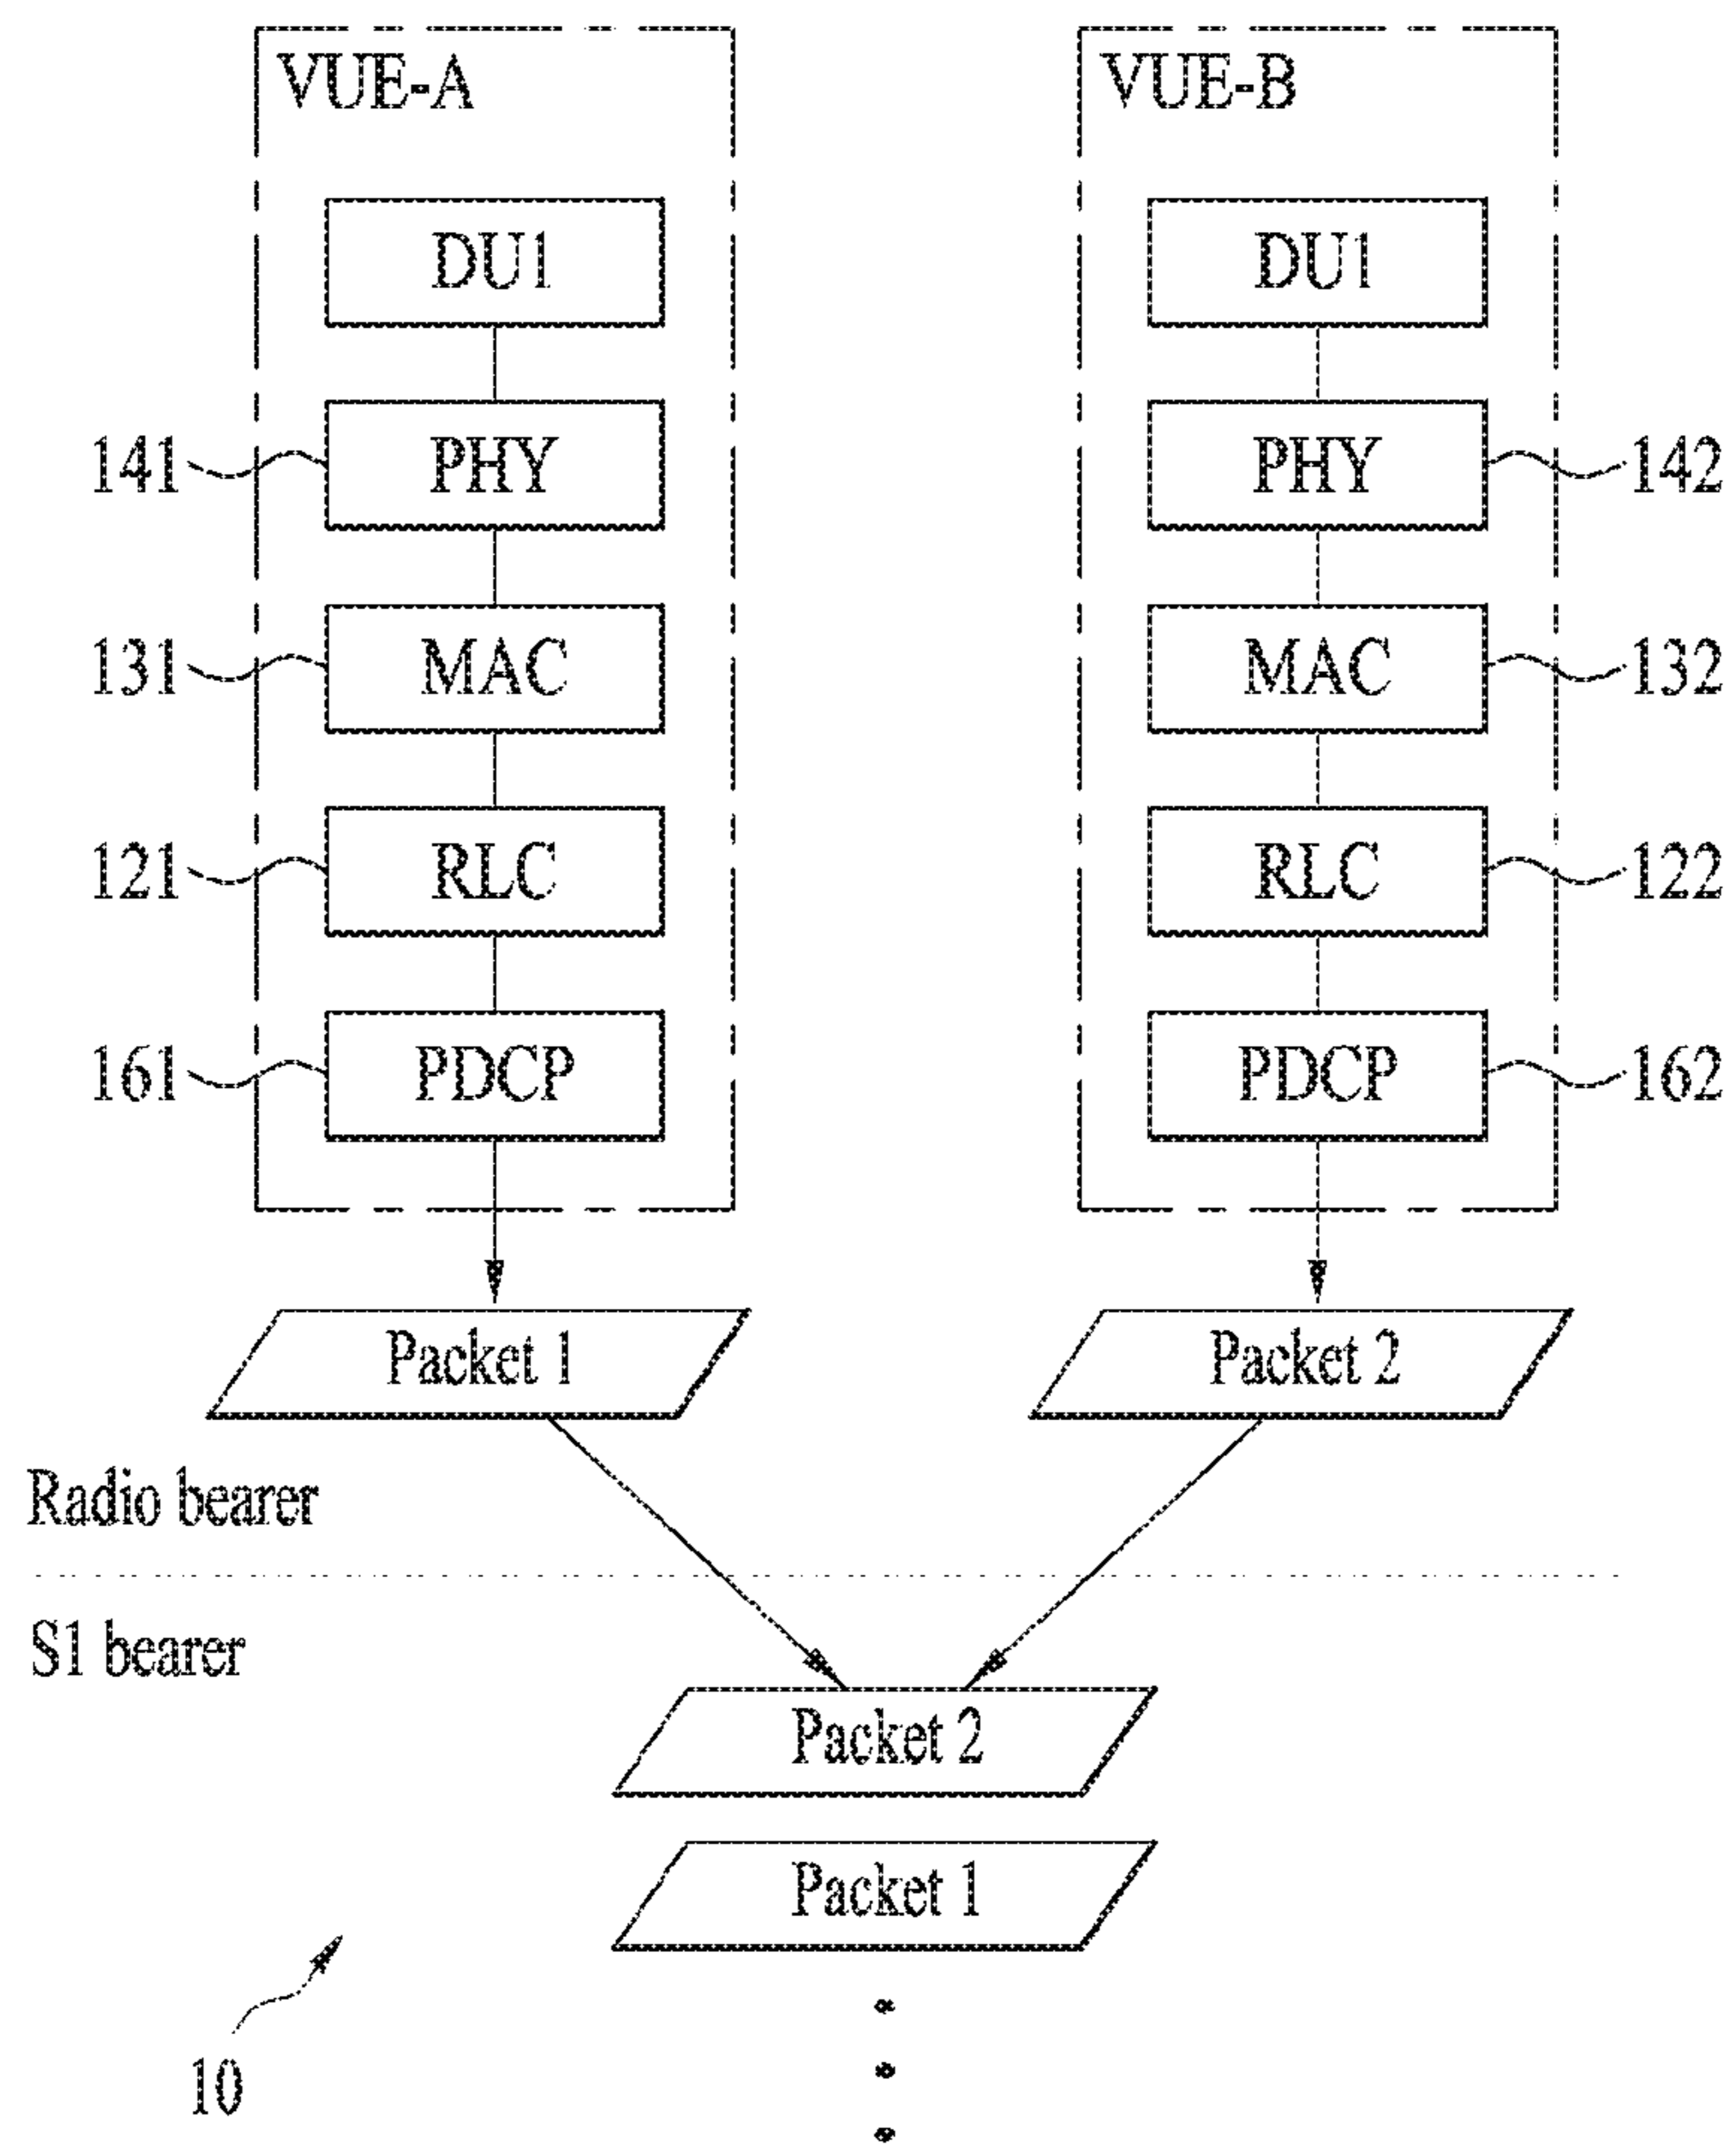 VUE-A VUE-B
DU1 DU1
141 PHY PHY 142
131 MAC MAC 132
121 RLC RLC 122
161 PDCP PDCP 162
Packet 1 Packet 2
Radio bearer
S1 bearer
Packet 2
Packet 1
10